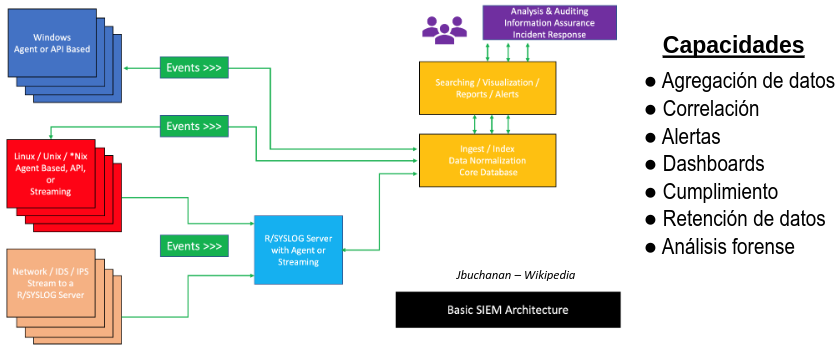 Windows
Agent or API Based
Events >>>
Events >>>
Linux / Unix / *Nix
Agent Based, API,
or
Streaming
Events >>>
Network / IDS / IPS
Stream to a
R/SYSLOG Server
R/SYSLOG Server
with Agent or
Streaming
Analysis & Auditing
Information Assurance
Incident Response
Searching / Visualization /
Reports / Alerts
Ingest / Index
Data Normalization
Core Database
Jbuchanan – Wikipedia
Basic SIEM Architecture
Capacidades
● Agregación de datos
● Correlación
● Alertas
● Dashboards
● Cumplimiento
● Retención de datos
● Análisis forense